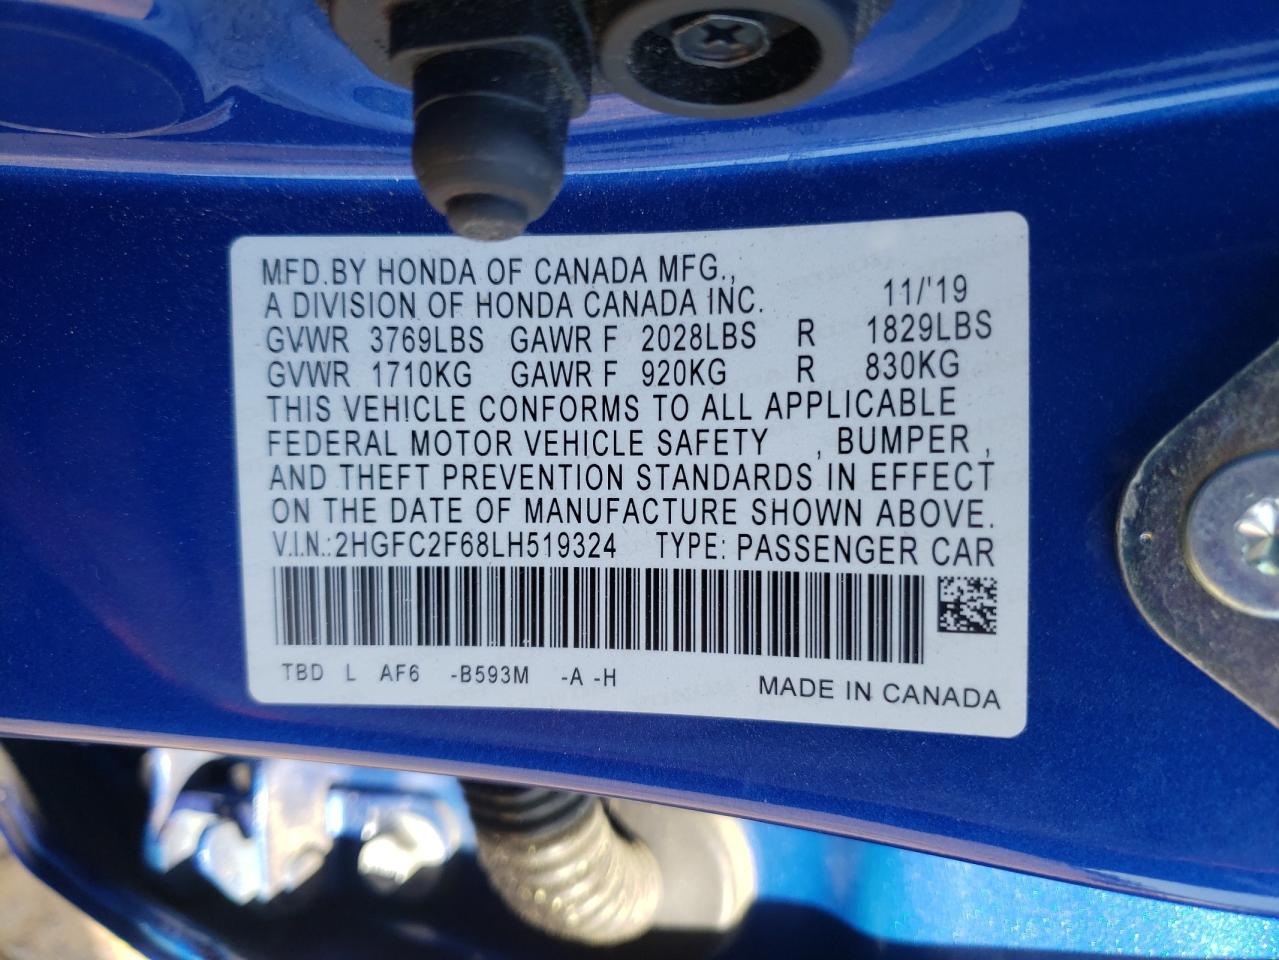 MFD.BY HONDA OF CANADA MFG.,
A DIVISION OF HONDA CANADA INC. 11/'19
GVWR 3769LBS GAWR F 2028LBS R 1829LBS
GVWR 1710KG GAWR F 920KG R 830KG
THIS VEHICLE CONFORMS TO ALL APPLICABLE
FEDERAL MOTOR VEHICLE SAFETY , BUMPER ,
AND THEFT PREVENTION STANDARDS IN EFFECT
ON THE DATE OF MANUFACTURE SHOWN ABOVE.
V.I.N.:2HGFC2F68LH519324 TYPE: PASSENGER CAR
TBD L AF6 -B593M -A -H MADE IN CANADA